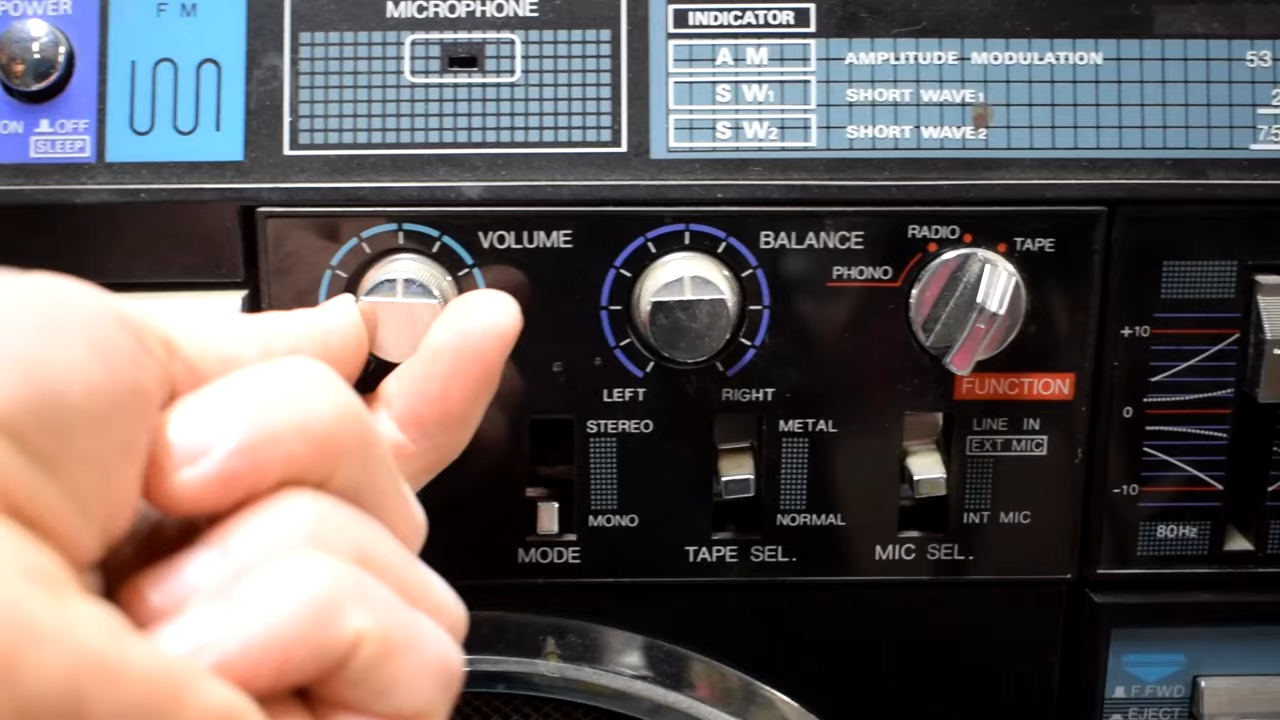 POWER
ON OFF
SLEEP
F M
MICROPHONE
INDICATOR
A M AMPLITUDE MODULATION 53
S W1 SHORT WAVE1
S W2 SHORT WAVE2 7.5
VOLUME
BALANCE
LEFT RIGHT
RADIO
TAPE
PHONO
FUNCTION
STEREO
MONO
MODE
METAL
NORMAL
TAPE SEL.
LINE IN
EXT MIC
INT MIC
MIC SEL.
+10
0
-10
80Hz
F.FWD
EJECT